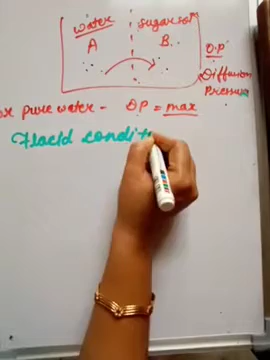 water sugar sol
A B
O.P
Diffusion
Pressure
pure water - DP = max
Flacid condit